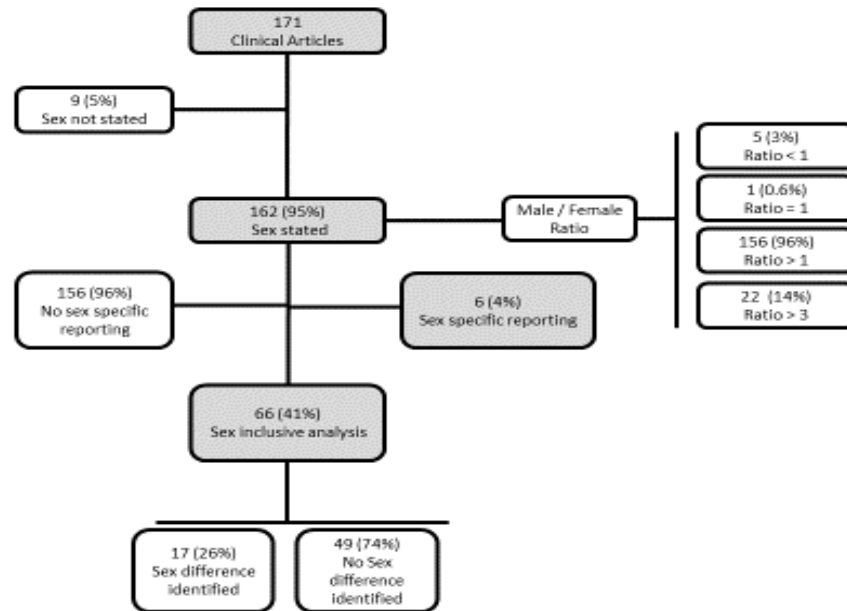 171
Clinical Articles
9 (5%)
Sex not stated
162 (95%)
Sex stated
Male / Female
Ratio
5 (3%)
Ratio < 1
1 (0.6%)
Ratio = 1
156 (96%)
Ratio > 1
22 (14%)
Ratio > 3
156 (96%)
No sex specific
reporting
6 (4%)
Sex specific reporting
66 (41%)
Sex inclusive analysis
17 (26%)
Sex difference
identified
49 (74%)
No Sex
difference
identified